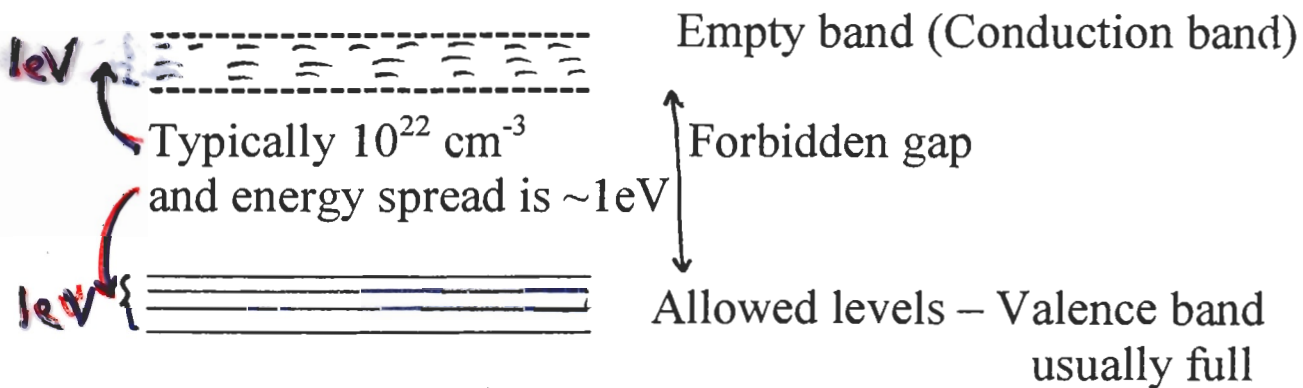 1eV
Empty band (Conduction band)
Typically 10²² cm⁻³
and energy spread is ~1eV
Forbidden gap
1eV
Allowed levels – Valence band
usually full